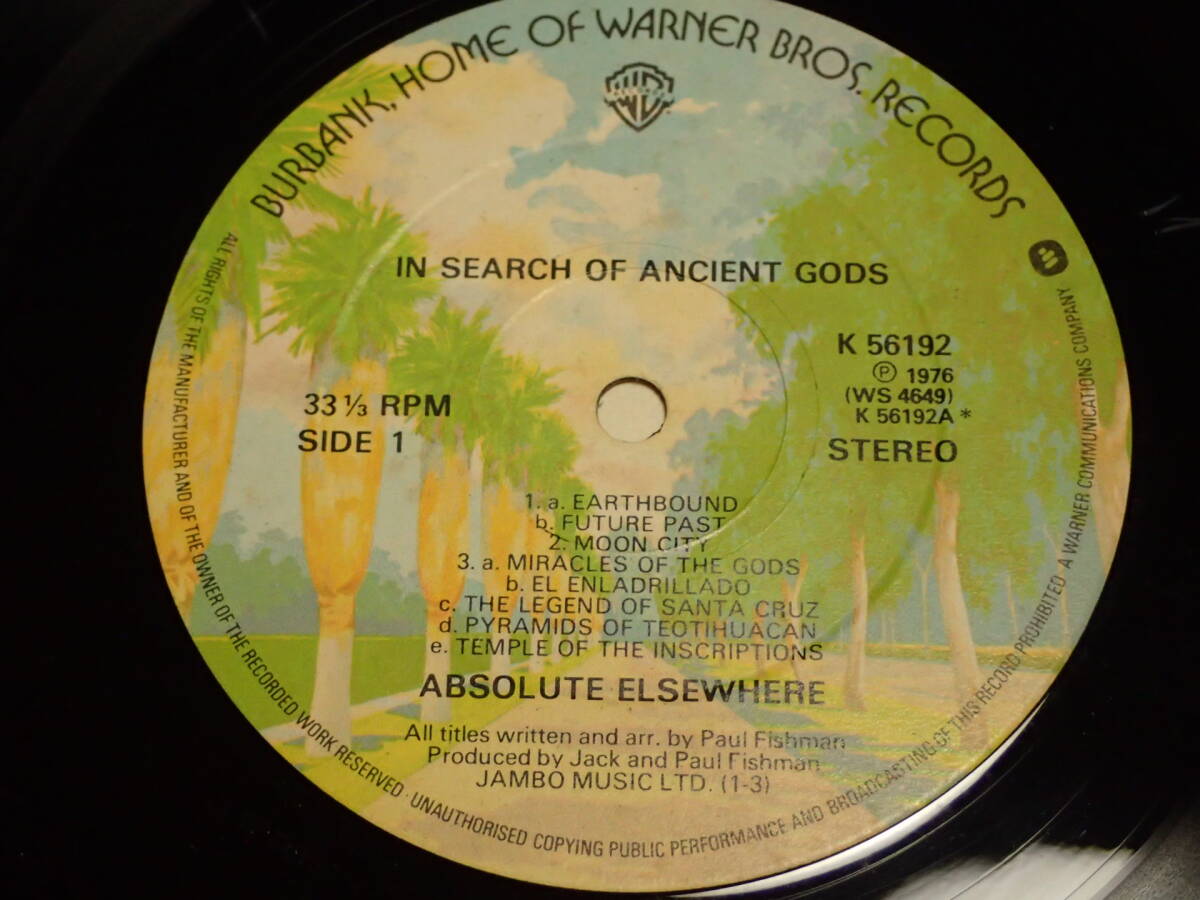 BURBANK, HOME OF WARNER BROS. RECORDS
WB
RECORDS
IN SEARCH OF ANCIENT GODS
33 ⅓ RPM
SIDE 1
K 56192
Ⓟ 1976
(WS 4649)
K 56192A *
STEREO
1. a. EARTHBOUND
b. FUTURE PAST
2. MOON CITY
3. a. MIRACLES OF THE GODS
b. EL ENLADRILLADO
c. THE LEGEND OF SANTA CRUZ
d. PYRAMIDS OF TEOTIHUACAN
e. TEMPLE OF THE INSCRIPTIONS
ABSOLUTE ELSEWHERE
All titles written and arr. by Paul Fishman
Produced by Jack and Paul Fishman
JAMBO MUSIC LTD. (1-3)
ALL RIGHTS OF THE MANUFACTURER AND OF THE OWNER OF THE RECORDED WORK RESERVED · UNAUTHORISED COPYING PUBLIC PERFORMANCE AND BROADCASTING OF THIS RECORD PROHIBITED A WARNER COMMUNICATIONS COMPANY